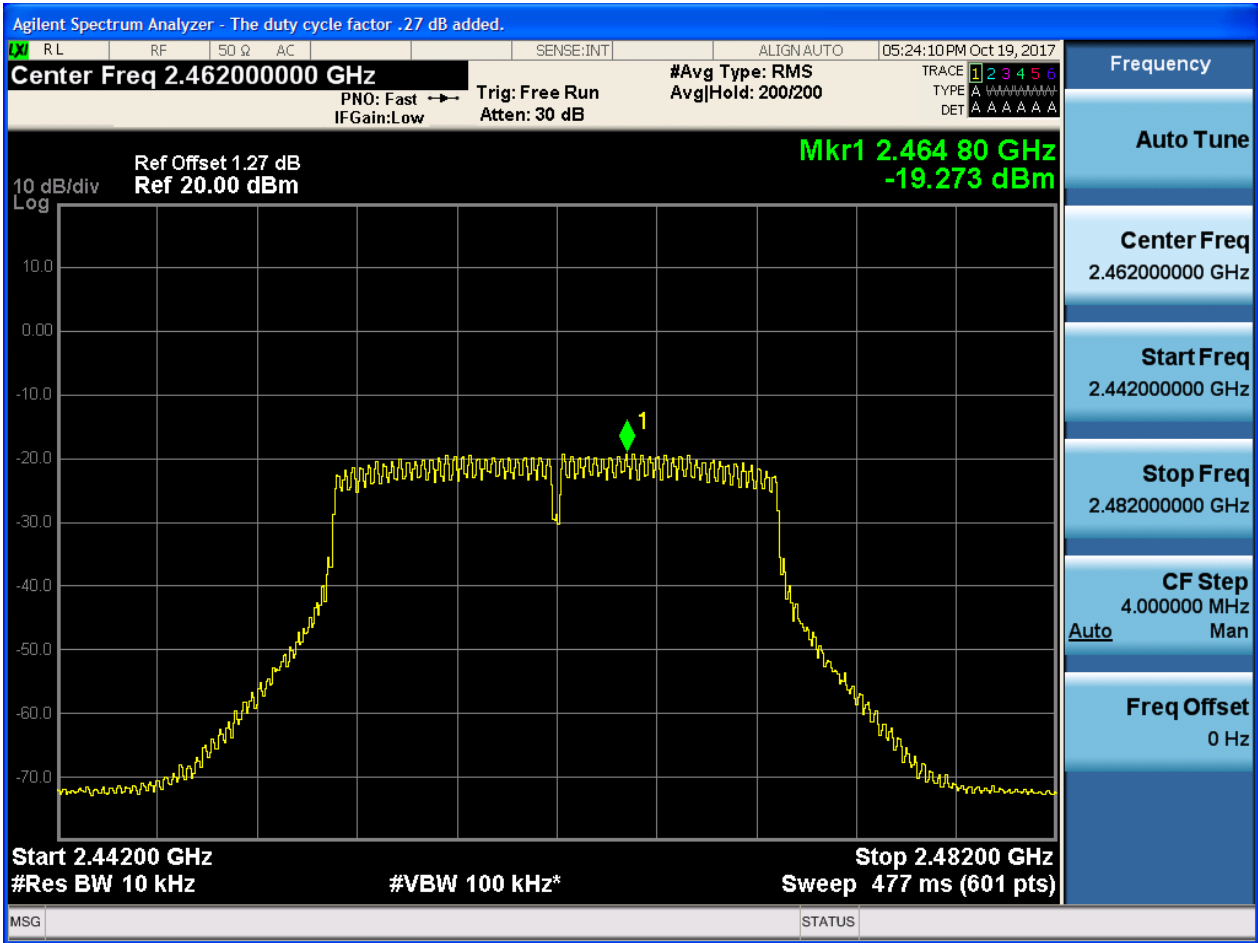 Agilent Spectrum Analyzer - The duty cycle factor .27 dB added.
LXI RL RF 50 Ω AC SENSE:INT ALIGNAUTO 05:24:10PM Oct 19, 2017
Center Freq 2.462000000 GHz
PNO: Fast
IFGain:Low
Trig: Free Run
Atten: 30 dB
#Avg Type: RMS
Avg|Hold: 200/200
TRACE 1 2 3 4 5 6
TYPE A WWWWW
DET A A A A A A
Mkr1 2.464 80 GHz
-19.273 dBm
Ref Offset 1.27 dB
10 dB/div Ref 20.00 dBm
Log
10.0
0.00
-10.0
1
-20.0
-30.0
-40.0
-50.0
-60.0
-70.0
Start 2.44200 GHz Stop 2.48200 GHz
#Res BW 10 kHz #VBW 100 kHz* Sweep 477 ms (601 pts)
MSG STATUS
Frequency
Auto Tune
Center Freq
2.462000000 GHz
Start Freq
2.442000000 GHz
Stop Freq
2.482000000 GHz
CF Step
4.000000 MHz
Auto Man
Freq Offset
0 Hz